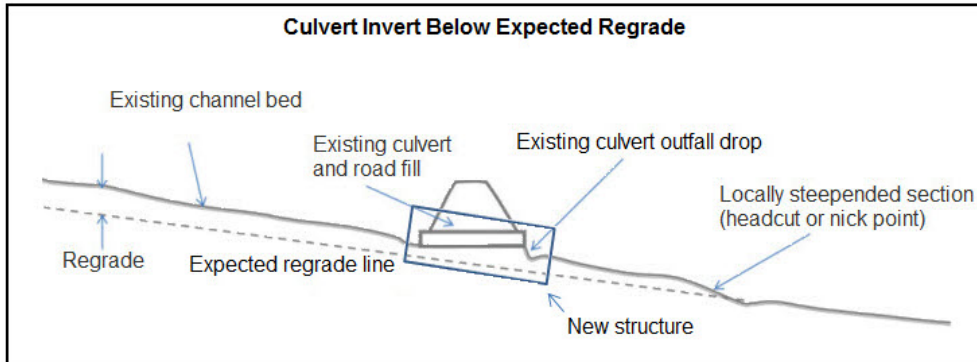 Culvert Invert Below Expected Regrade
Existing channel bed
Existing culvert
and road fill
Existing culvert outfall drop
Locally steepended section
(headcut or nick point)
Regrade
Expected regrade line
New structure